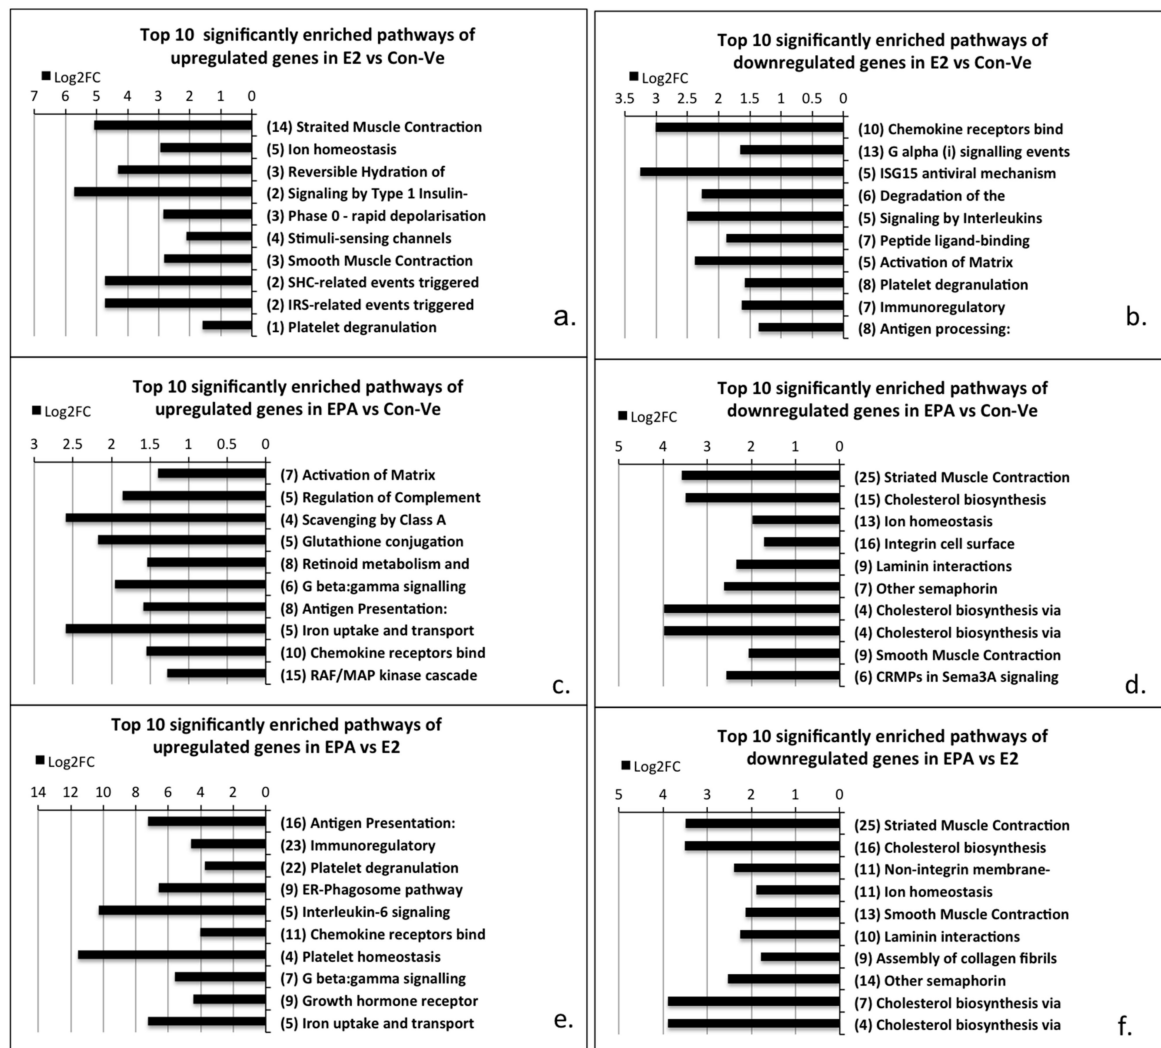 Top 10 significantly enriched pathways of
upregulated genes in E2 vs Con-Ve
Log2FC
7 6 5 4 3 2 1 0
(14) Straited Muscle Contraction
(5) Ion homeostasis
(3) Reversible Hydration of
(2) Signaling by Type 1 Insulin-
(3) Phase 0 - rapid depolarisation
(4) Stimuli-sensing channels
(3) Smooth Muscle Contraction
(2) SHC-related events triggered
(2) IRS-related events triggered
(1) Platelet degranulation
a.
Top 10 significantly enriched pathways of
downregulated genes in E2 vs Con-Ve
Log2FC
3.5 3 2.5 2 1.5 1 0.5 0
(10) Chemokine receptors bind
(13) G alpha (i) signalling events
(5) ISG15 antiviral mechanism
(6) Degradation of the
(5) Signaling by Interleukins
(7) Peptide ligand-binding
(5) Activation of Matrix
(8) Platelet degranulation
(7) Immunoregulatory
(8) Antigen processing:
b.
Top 10 significantly enriched pathways of
upregulated genes in EPA vs Con-Ve
Log2FC
3 2.5 2 1.5 1 0.5 0
(7) Activation of Matrix
(5) Regulation of Complement
(4) Scavenging by Class A
(5) Glutathione conjugation
(8) Retinoid metabolism and
(6) G beta:gamma signalling
(8) Antigen Presentation:
(5) Iron uptake and transport
(10) Chemokine receptors bind
(15) RAF/MAP kinase cascade
c.
Top 10 significantly enriched pathways of
downregulated genes in EPA vs Con-Ve
Log2FC
5 4 3 2 1 0
(25) Striated Muscle Contraction
(15) Cholesterol biosynthesis
(13) Ion homeostasis
(16) Integrin cell surface
(9) Laminin interactions
(7) Other semaphorin
(4) Cholesterol biosynthesis via
(4) Cholesterol biosynthesis via
(9) Smooth Muscle Contraction
(6) CRMPs in Sema3A signaling
d.
Top 10 significantly enriched pathways of
upregulated genes in EPA vs E2
Log2FC
14 12 10 8 6 4 2 0
(16) Antigen Presentation:
(23) Immunoregulatory
(22) Platelet degranulation
(9) ER-Phagosome pathway
(5) Interleukin-6 signaling
(11) Chemokine receptors bind
(4) Platelet homeostasis
(7) G beta:gamma signalling
(9) Growth hormone receptor
(5) Iron uptake and transport
e.
Top 10 significantly enriched pathways of
downregulated genes in EPA vs E2
Log2FC
5 4 3 2 1 0
(25) Striated Muscle Contraction
(16) Cholesterol biosynthesis
(11) Non-integrin membrane-
(11) Ion homeostasis
(13) Smooth Muscle Contraction
(10) Laminin interactions
(9) Assembly of collagen fibrils
(14) Other semaphorin
(7) Cholesterol biosynthesis via
(4) Cholesterol biosynthesis via
f.